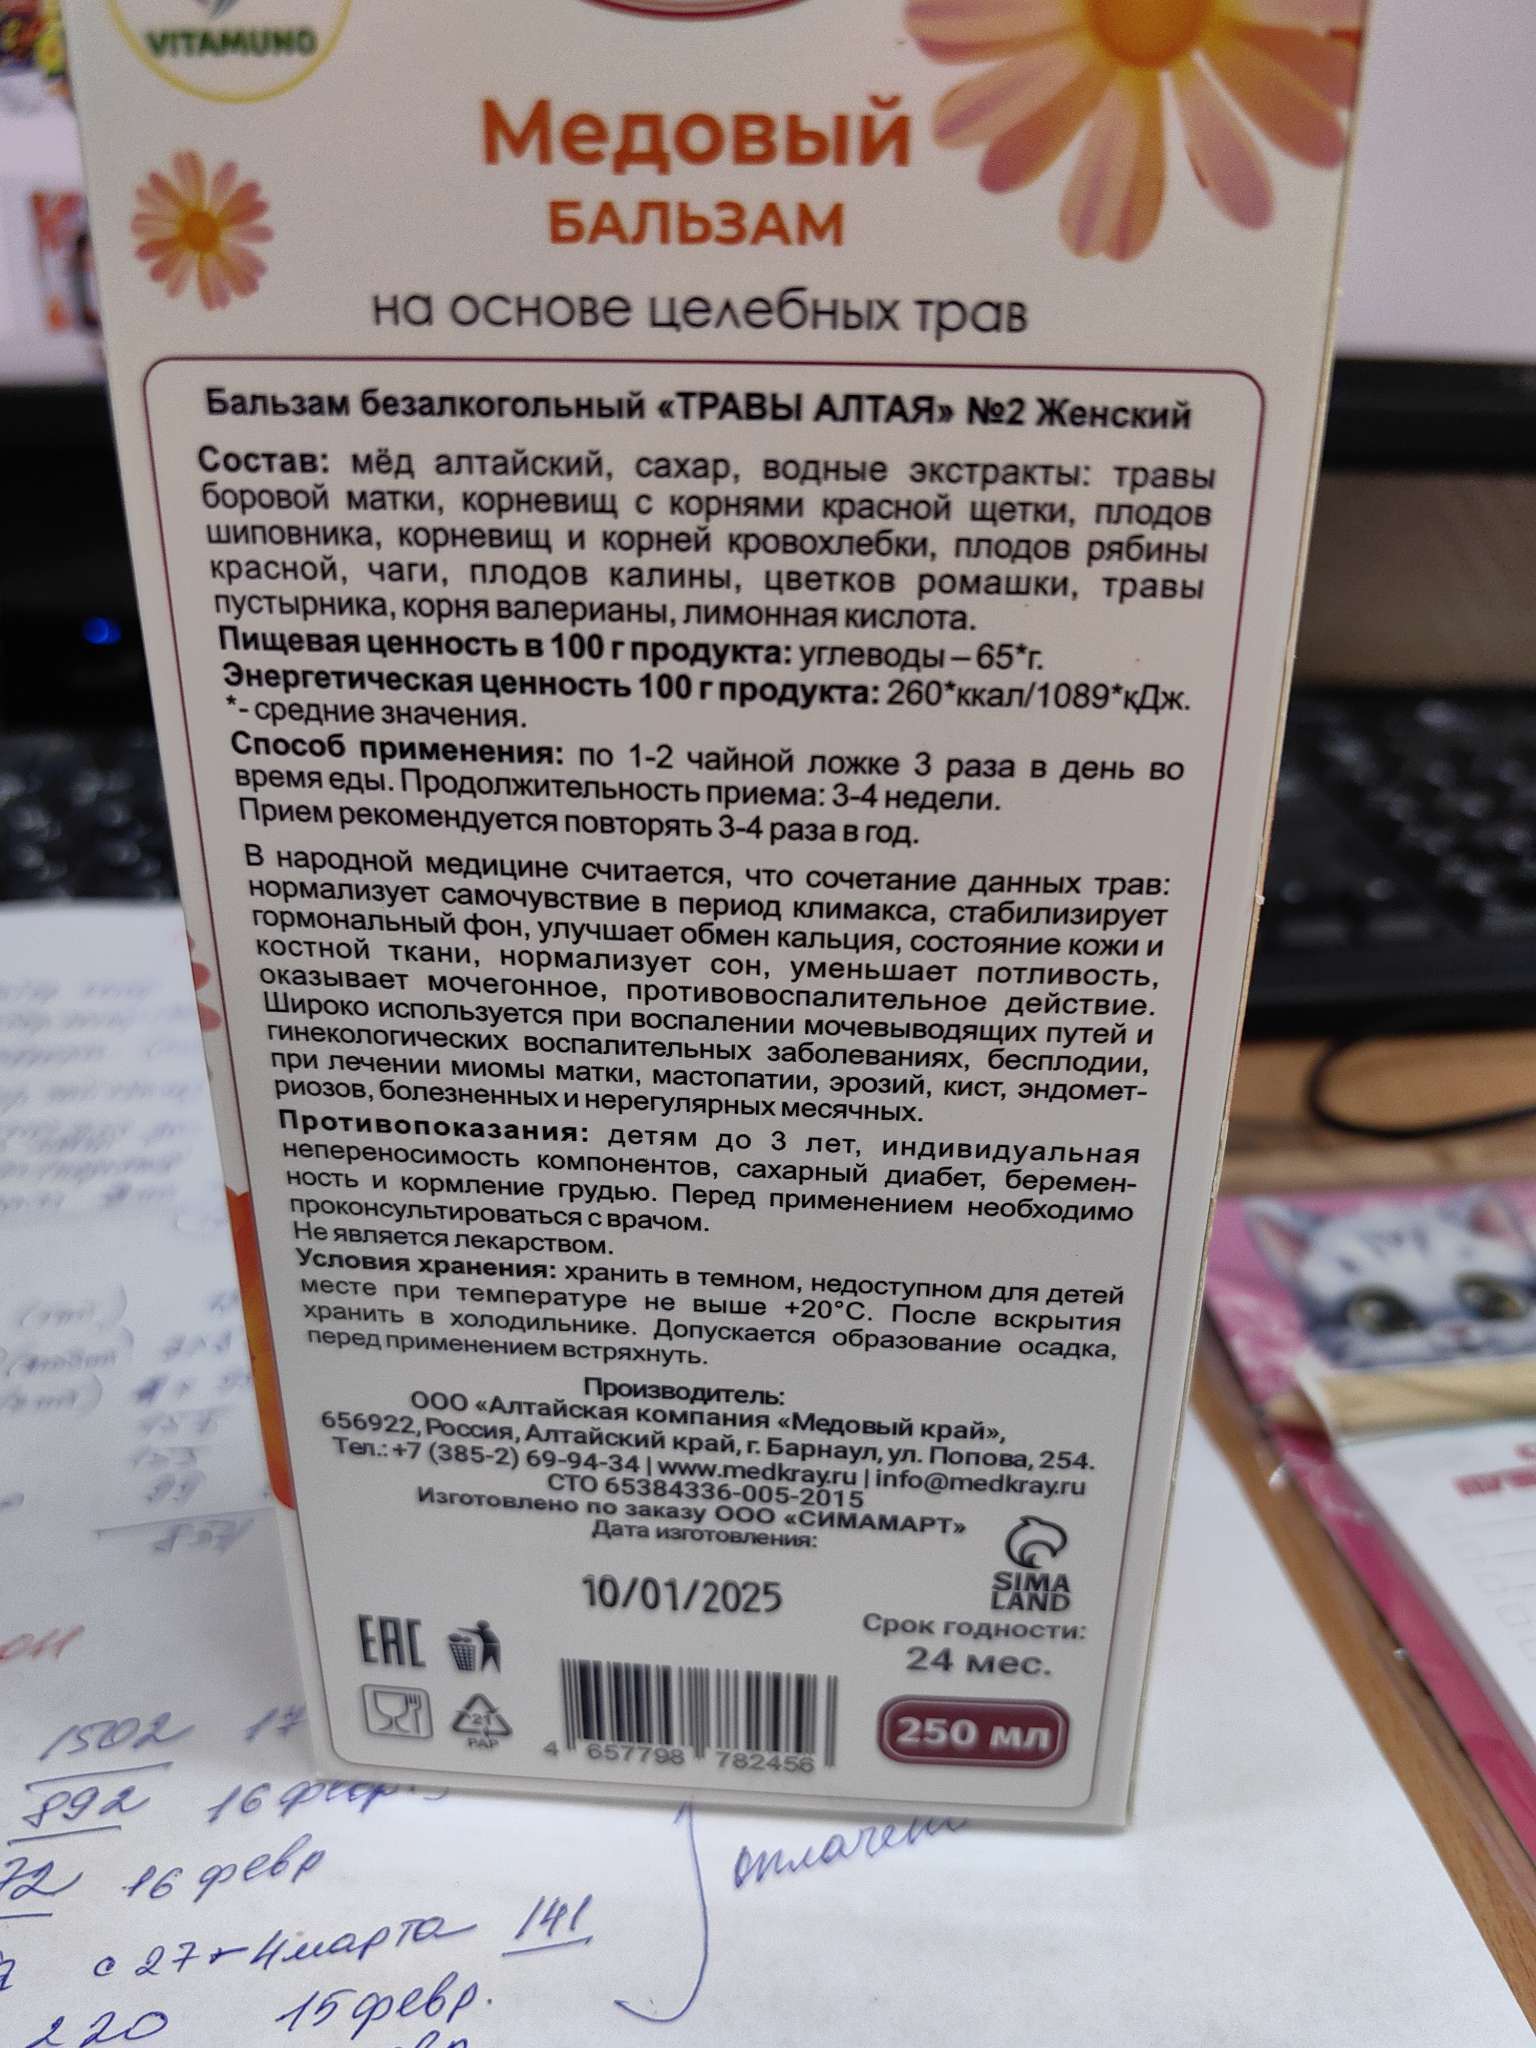 VITAMUNO
Медовый
БАЛЬЗАМ
на основе целебных трав
Бальзам безалкогольный «ТРАВЫ АЛТАЯ» №2 Женский
Состав: мёд алтайский, сахар, водные экстракты: травы
боровой матки, корневищ с корнями красной щетки, плодов
шиповника, корневищ и корней кровохлебки, плодов рябины
красной, чаги, плодов калины, цветков ромашки, травы
пустырника, корня валерианы, лимонная кислота.
Пищевая ценность в 100 г продукта: углеводы – 65*г.
Энергетическая ценность 100 г продукта: 260*ккал/1089*кДж.
*- средние значения.
Способ применения: по 1-2 чайной ложке 3 раза в день во
время еды. Продолжительность приема: 3-4 недели.
Прием рекомендуется повторять 3-4 раза в год.
В народной медицине считается, что сочетание данных трав:
нормализует самочувствие в период климакса, стабилизирует
гормональный фон, улучшает обмен кальция, состояние кожи и
костной ткани, нормализует сон, уменьшает потливость,
оказывает мочегонное, противовоспалительное действие.
Широко используется при воспалении мочевыводящих путей и
гинекологических воспалительных заболеваниях, бесплодии,
при лечении миомы матки, мастопатии, эрозий, кист, эндомет-
риозов, болезненных и нерегулярных месячных.
Противопоказания: детям до 3 лет, индивидуальная
непереносимость компонентов, сахарный диабет, беремен-
ность и кормление грудью. Перед применением необходимо
проконсультироваться с врачом.
Не является лекарством.
Условия хранения: хранить в темном, недоступном для детей
месте при температуре не выше +20°С. После вскрытия
хранить в холодильнике. Допускается образование осадка,
перед применением встряхнуть.
Производитель:
ООО «Алтайская компания «Медовый край»,
656922, Россия, Алтайский край, г. Барнаул, ул. Попова, 254.
Тел.: +7 (385-2) 69-94-34 | www.medkray.ru | info@medkray.ru
СТО 65384336-005-2015
Изготовлено по заказу ООО «СИМАМАРТ»
Дата изготовления:
10/01/2025
SIMA
LAND
Срок годности:
24 мес.
EAC
21
PAP
4 657798 782456
250 мл
1502 17
892 16 февр
72 16 февр
оплачено
с 27 + 4 марта 141
220 15 февр.